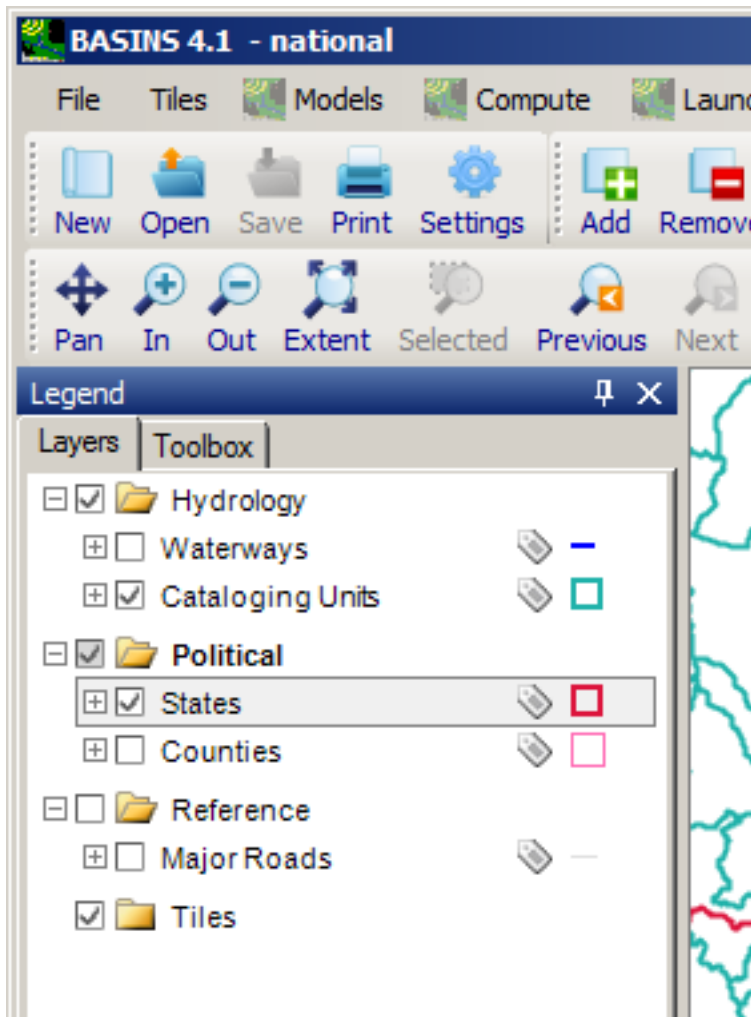 BASINS 4.1 - national
File Tiles Models Compute
New Open Save Print Settings Add Remove
Pan In Out Extent Selected Previous Next
Legend
Layers Toolbox
Hydrology
Waterways
Cataloging Units
Political
States
Counties
Reference
Major Roads
Tiles